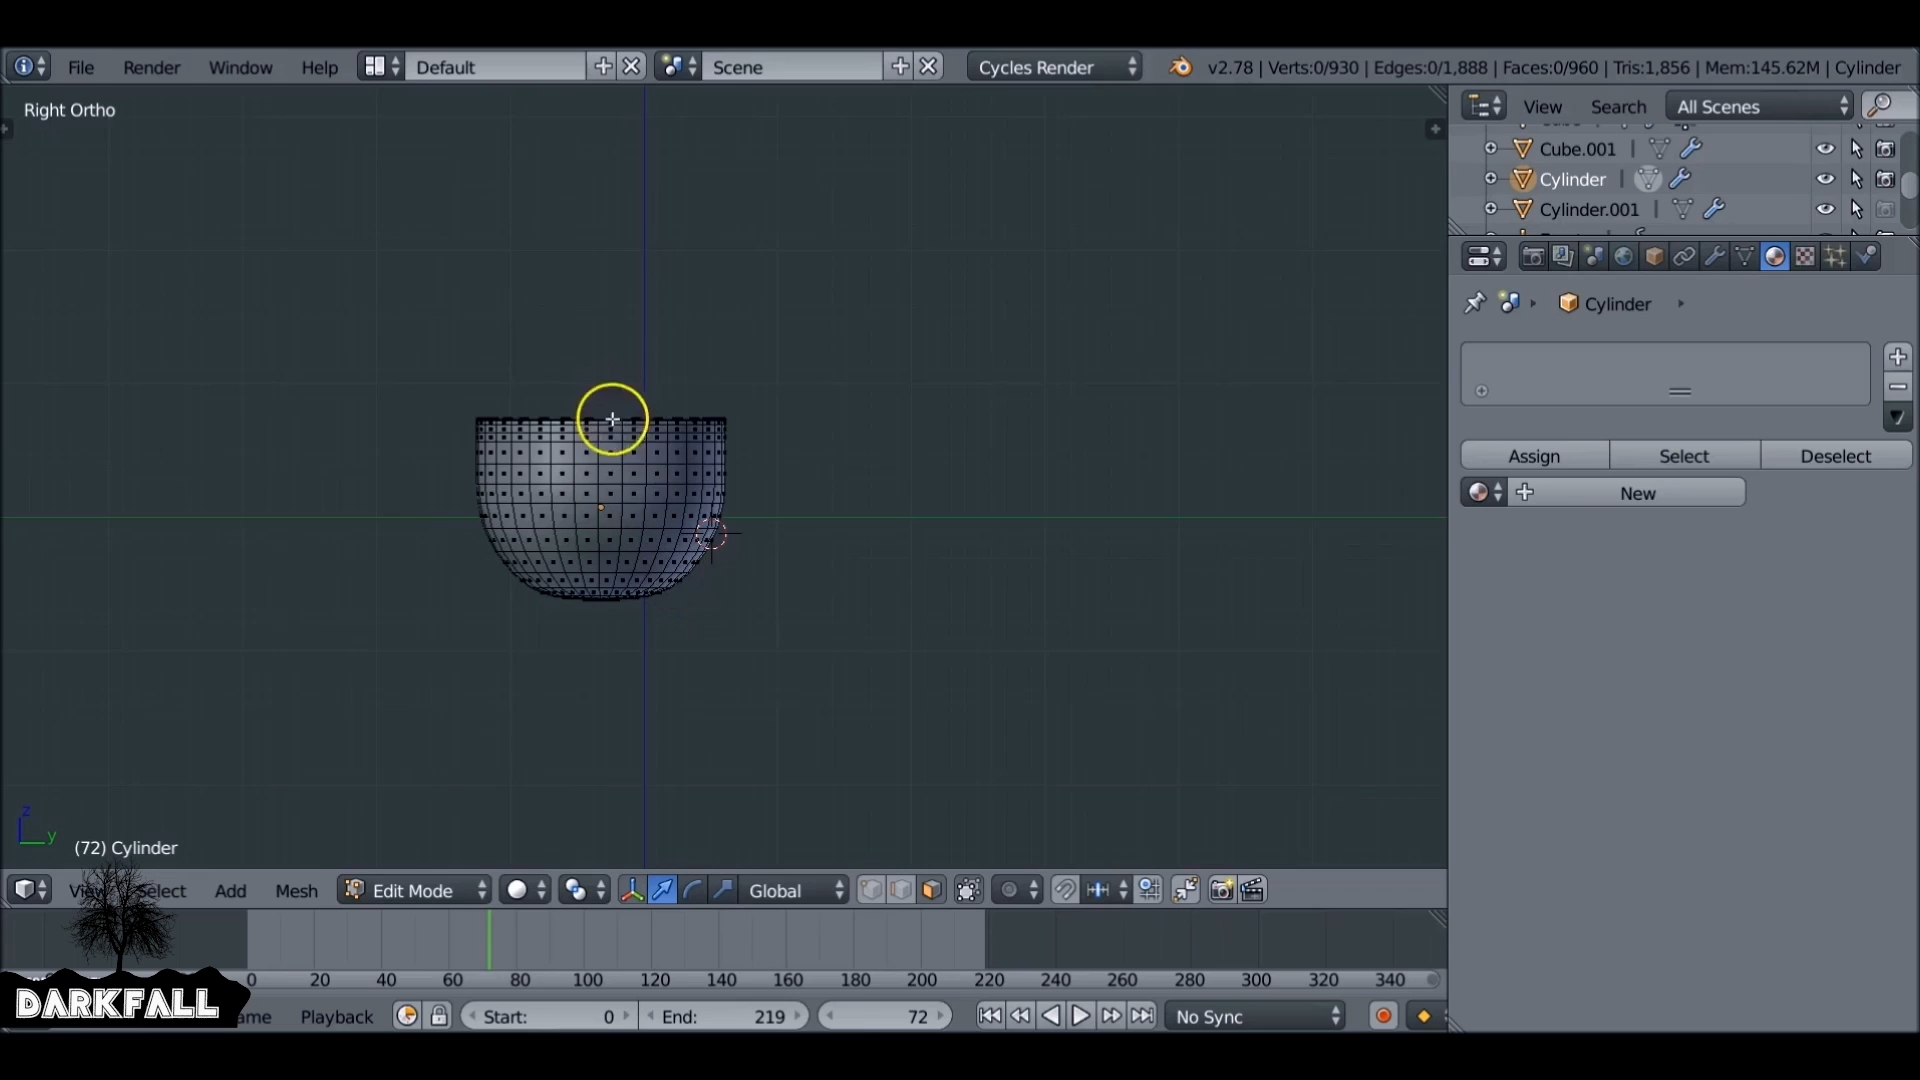 File Render Window Help Default Scene Cycles Render v2.78 | Verts:0/930 | Edges:0/1,888 | Faces:0/960 | Tris:1,856 | Mem:145.62M | Cylinder
Right Ortho
View Search All Scenes
Cube.001
Cylinder
Cylinder.001
Cylinder
Assign Select Deselect
New
z
y
(72) Cylinder
View Select Add Mesh Edit Mode Global
0 20 40 60 80 100 120 140 160 180 200 220 240 260 280 300 320 340
DARKFALL
Playback Start: 0 End: 219 72 No Sync